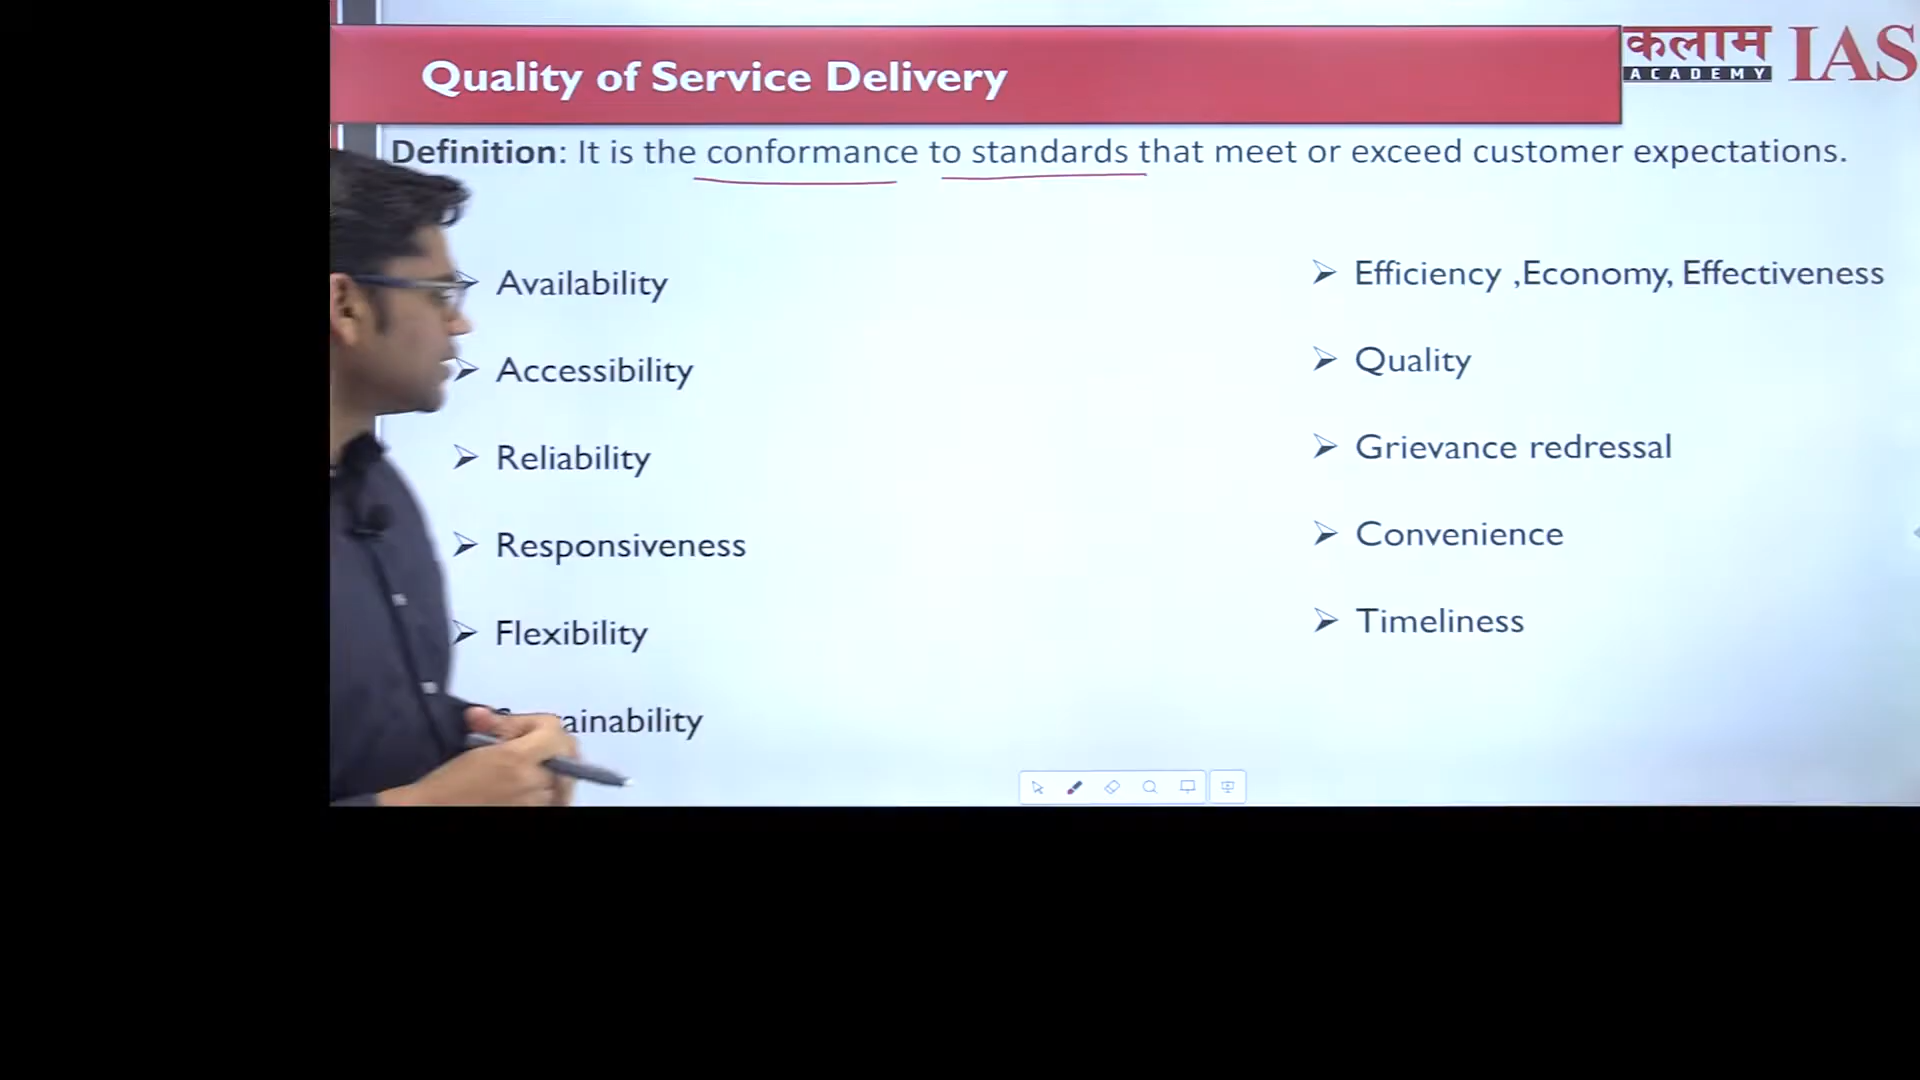 Quality of Service Delivery
कलाम
ACADEMY
IAS
Definition: It is the conformance to standards that meet or exceed customer expectations.
Availability
Accessibility
Reliability
Responsiveness
Flexibility
Efficiency ,Economy, Effectiveness
Quality
Grievance redressal
Convenience
Timeliness